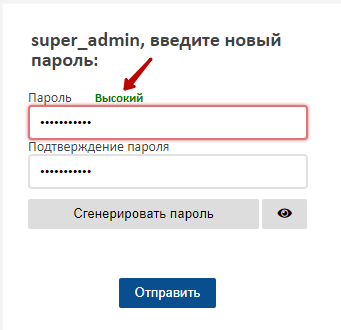 super_admin, введите новый
пароль:
Пароль Высокий
•••••••••••
Подтверждение пароля
•••••••••••
Сгенерировать пароль
Отправить